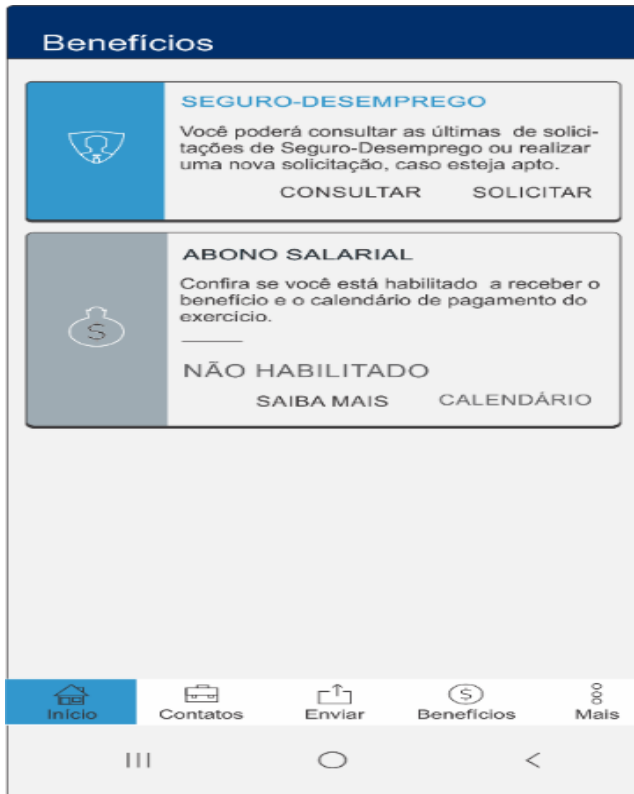 Benefícios
SEGURO-DESEMPREGO
Você poderá consultar as últimas de solici-
tações de Seguro-Desemprego ou realizar
uma nova solicitação, caso esteja apto.
CONSULTAR SOLICITAR
ABONO SALARIAL
Confira se você está habilitado a receber o
benefício e o calendário de pagamento do
exercício.
NÃO HABILITADO
SAIBA MAIS CALENDÁRIO
Início Contatos Enviar Benefícios Mais